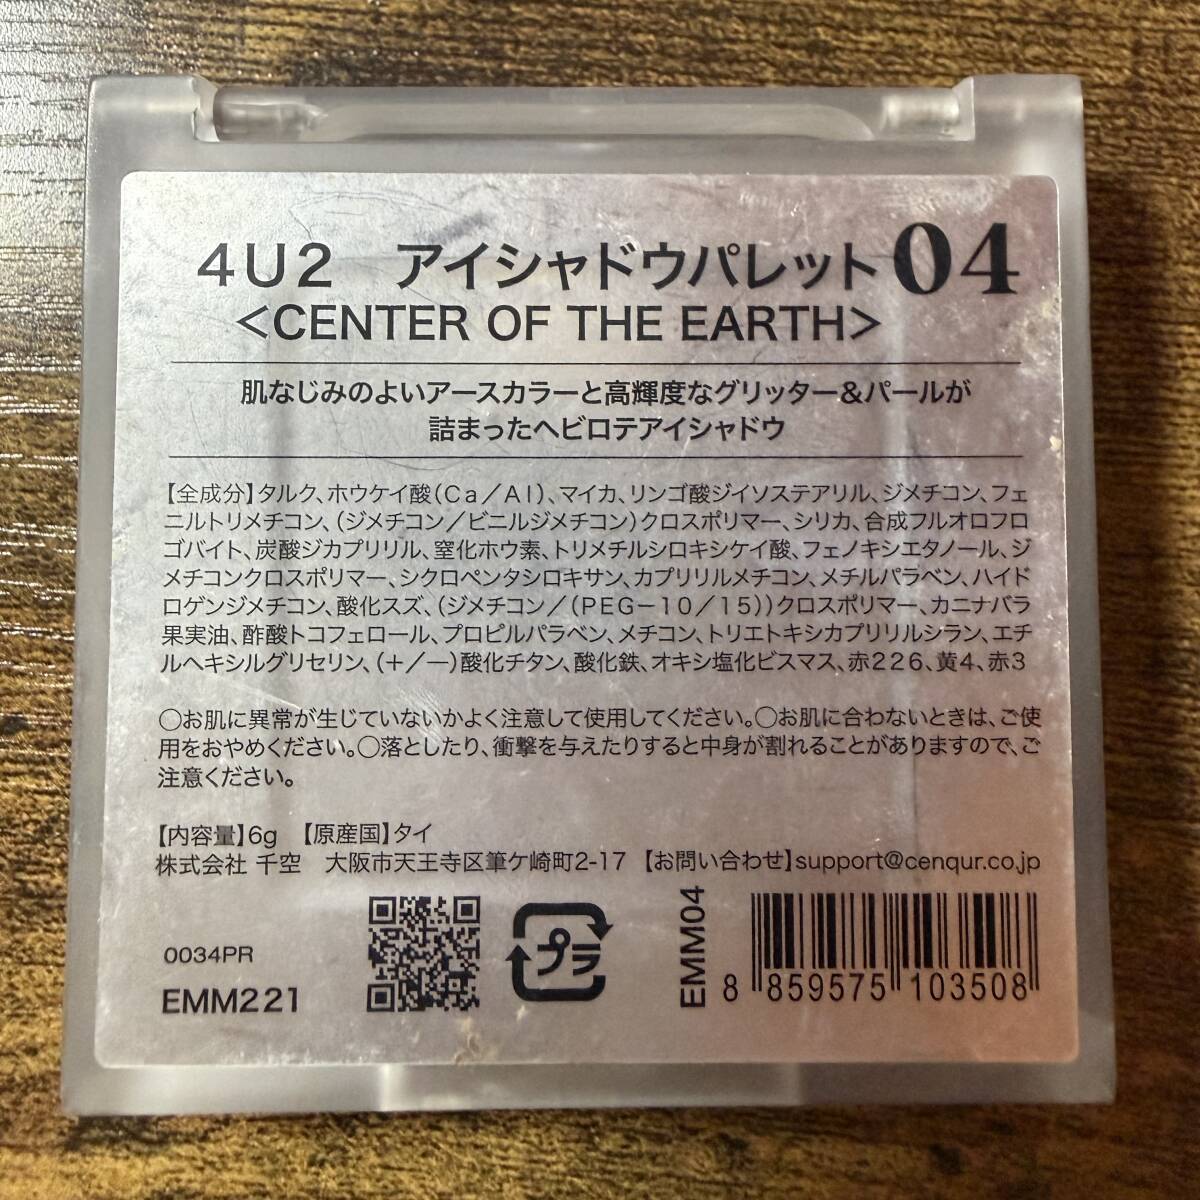 4U2　アイシャドウパレット04
<CENTER OF THE EARTH>
肌なじみのよいアースカラーと高輝度なグリッター&パールが
詰まったヘビロテアイシャドウ
【全成分】タルク、ホウケイ酸(Ca/Al)、マイカ、リンゴ酸ジイソステアリル、ジメチコン、フェ
ニルトリメチコン、(ジメチコン/ビニルジメチコン)クロスポリマー、シリカ、合成フルオロフロ
ゴパイト、炭酸ジカプリリル、窒化ホウ素、トリメチルシロキシケイ酸、フェノキシエタノール、ジ
メチコンクロスポリマー、シクロペンタシロキサン、カプリリルメチコン、メチルパラベン、ハイド
ロゲンジメチコン、酸化スズ、(ジメチコン/(PEG-10/15))クロスポリマー、カニナバラ
果実油、酢酸トコフェロール、プロピルパラベン、メチコン、トリエトキシカプリリルシラン、エチ
ルヘキシルグリセリン、(+/-)酸化チタン、酸化鉄、オキシ塩化ビスマス、赤226、黄4、赤3
○お肌に異常が生じていないかよく注意して使用してください。○お肌に合わないときは、ご使
用をおやめください。○落としたり、衝撃を与えたりすると中身が割れることがありますので、ご
注意ください。
【内容量】6g　【原産国】タイ
株式会社 千空　大阪市天王寺区筆ケ崎町2-17　【お問い合わせ】support@cenqur.co.jp
0034PR
EMM221
プラ
EMM04
8 859575 103508